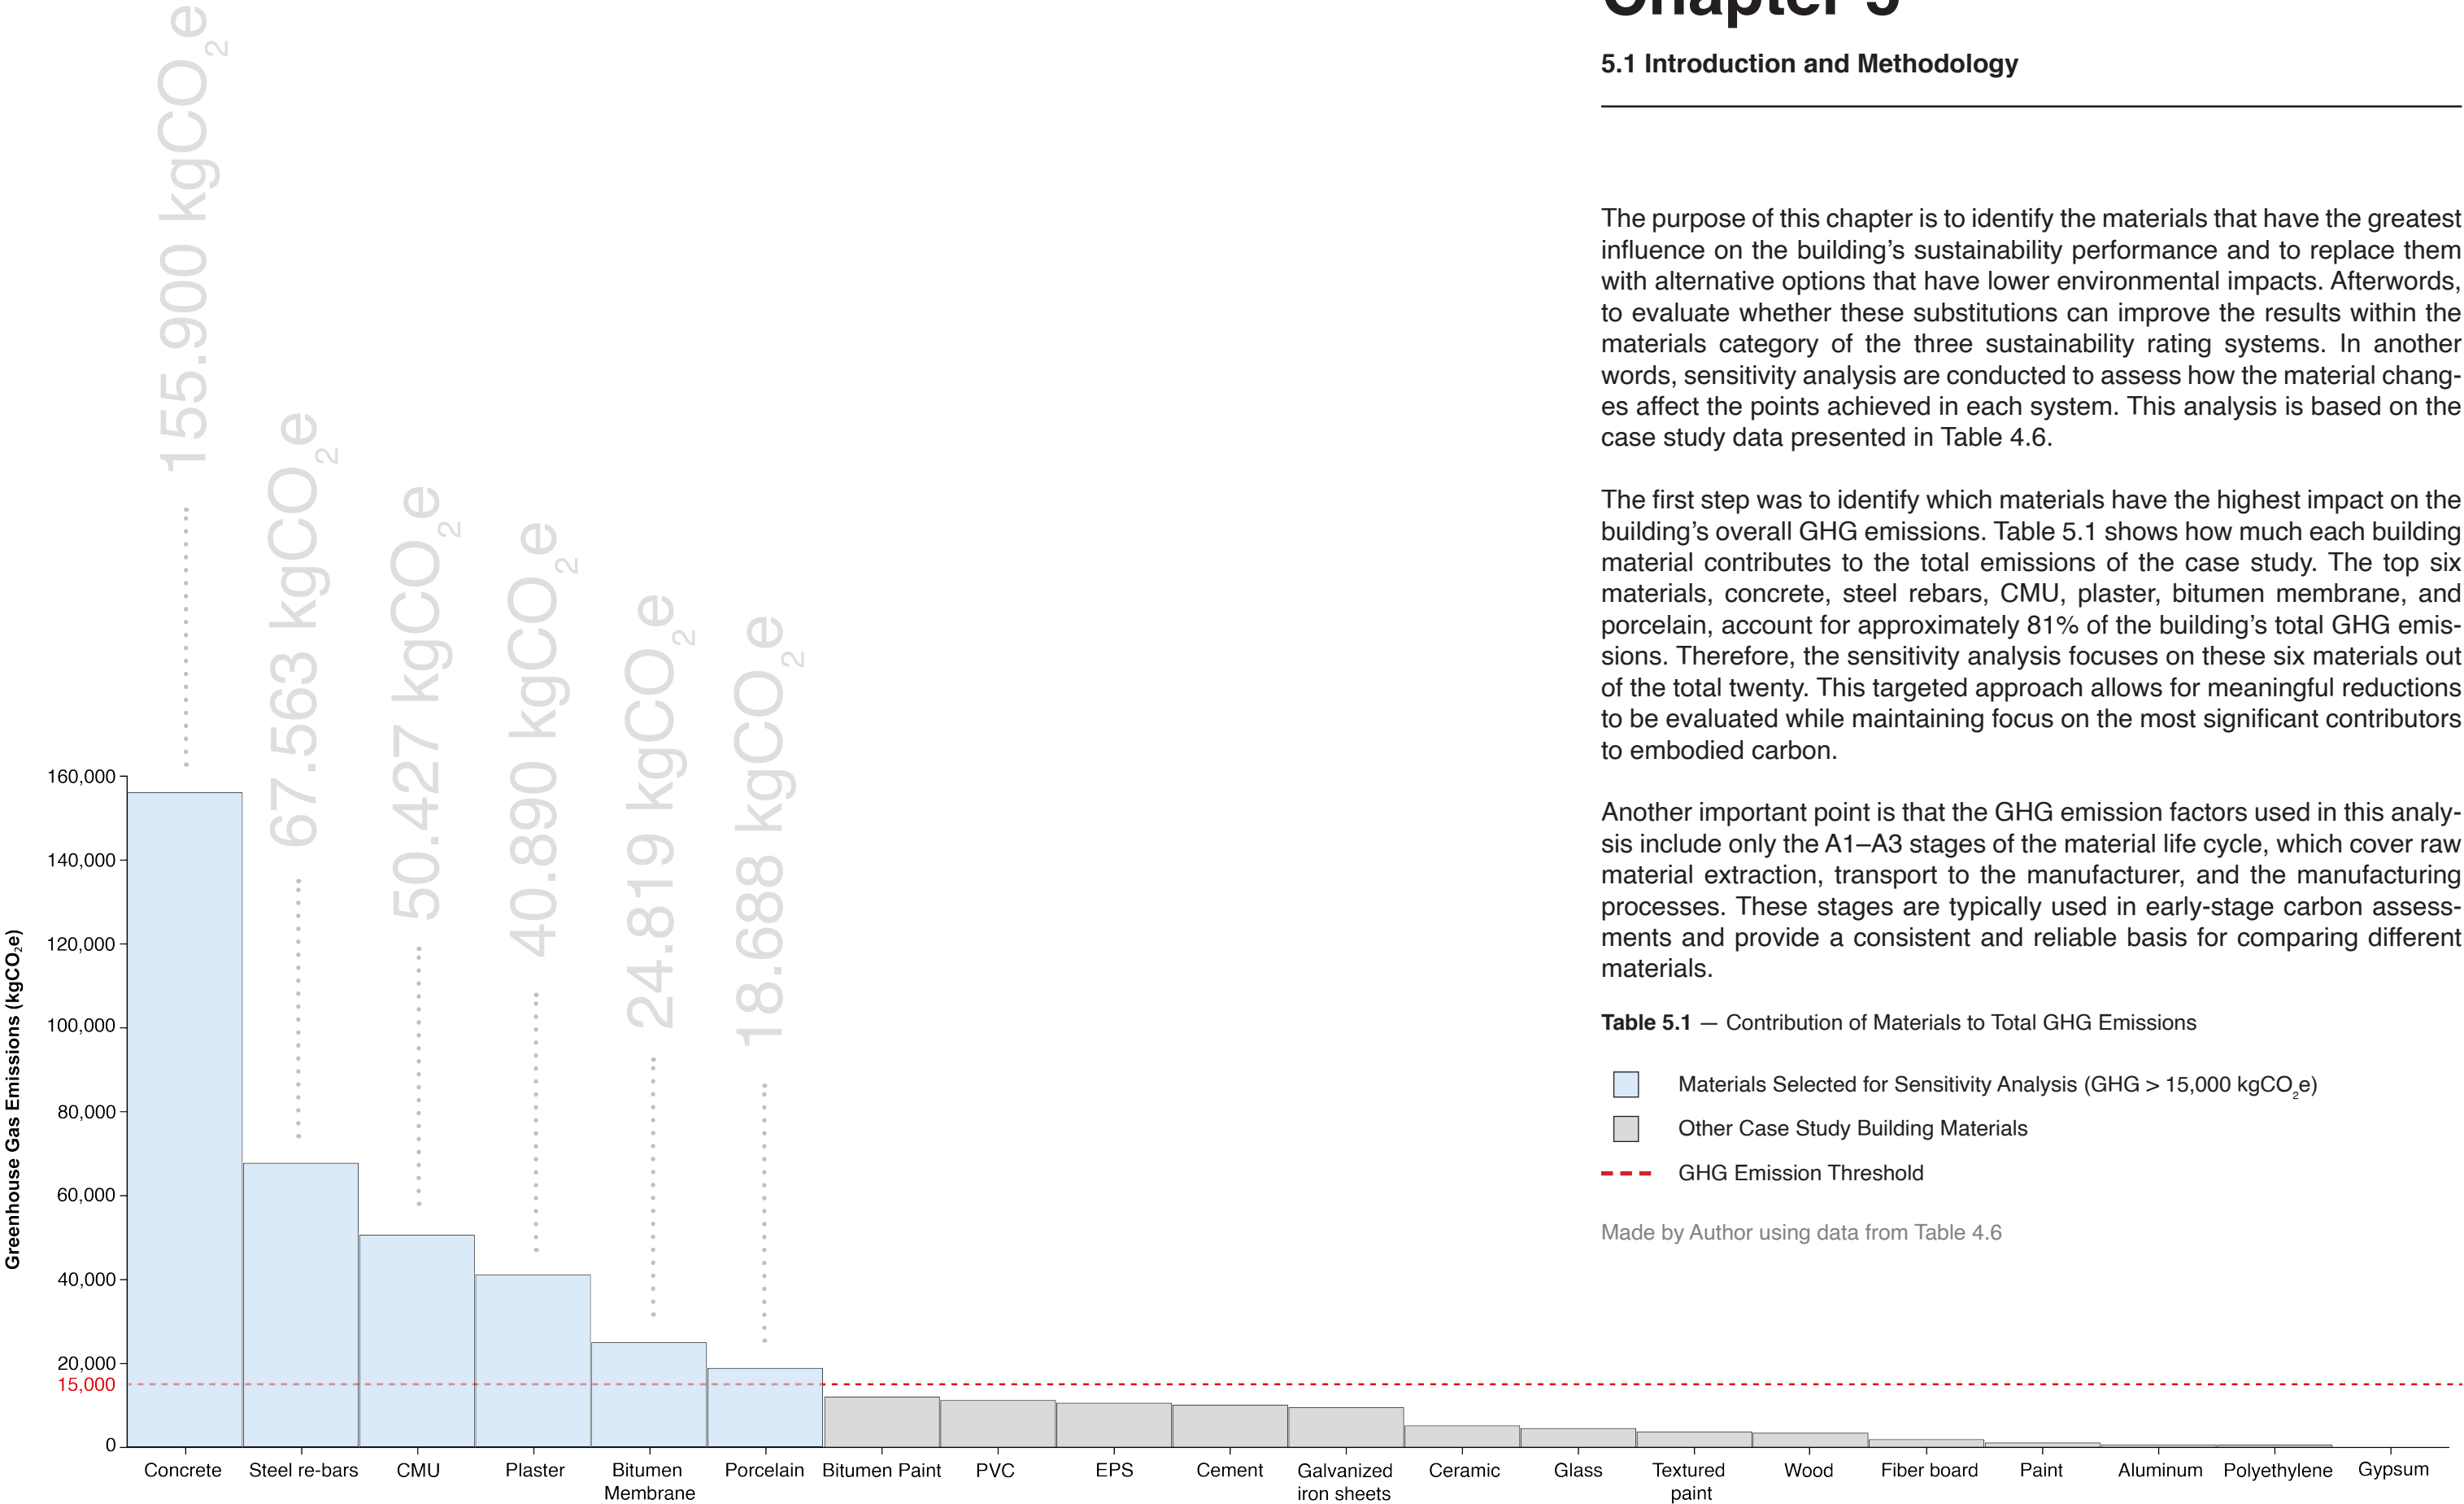 Chapter 5
5.1 Introduction and Methodology
The purpose of this chapter is to identify the materials that have the greatest
influence on the building's sustainability performance and to replace them
with alternative options that have lower environmental impacts. Afterwords,
to evaluate whether these substitutions can improve the results within the
materials category of the three sustainability rating systems. In another
words, sensitivity analysis are conducted to assess how the material chang-
es affect the points achieved in each system. This analysis is based on the
case study data presented in Table 4.6.
The first step was to identify which materials have the highest impact on the
building's overall GHG emissions. Table 5.1 shows how much each building
material contributes to the total emissions of the case study. The top six
materials, concrete, steel rebars, CMU, plaster, bitumen membrane, and
porcelain, account for approximately 81% of the building's total GHG emis-
sions. Therefore, the sensitivity analysis focuses on these six materials out
of the total twenty. This targeted approach allows for meaningful reductions
to be evaluated while maintaining focus on the most significant contributors
to embodied carbon.
Another important point is that the GHG emission factors used in this analy-
sis include only the A1–A3 stages of the material life cycle, which cover raw
material extraction, transport to the manufacturer, and the manufacturing
processes. These stages are typically used in early-stage carbon assess-
ments and provide a consistent and reliable basis for comparing different
materials.
Table 5.1 — Contribution of Materials to Total GHG Emissions
Materials Selected for Sensitivity Analysis (GHG > 15,000 kgCO₂e)
Other Case Study Building Materials
GHG Emission Threshold
Made by Author using data from Table 4.6
155.900 kgCO₂e
67.563 kgCO₂e
50.427 kgCO₂e
40.890 kgCO₂e
24.819 kgCO₂e
18.688 kgCO₂e
Greenhouse Gas Emissions (kgCO₂e)
160,000
140,000
120,000
100,000
80,000
60,000
40,000
20,000
15,000
0
Concrete
Steel re-bars
CMU
Plaster
Bitumen
Membrane
Porcelain
Bitumen Paint
PVC
EPS
Cement
Galvanized
iron sheets
Ceramic
Glass
Textured
paint
Wood
Fiber board
Paint
Aluminum
Polyethylene
Gypsum